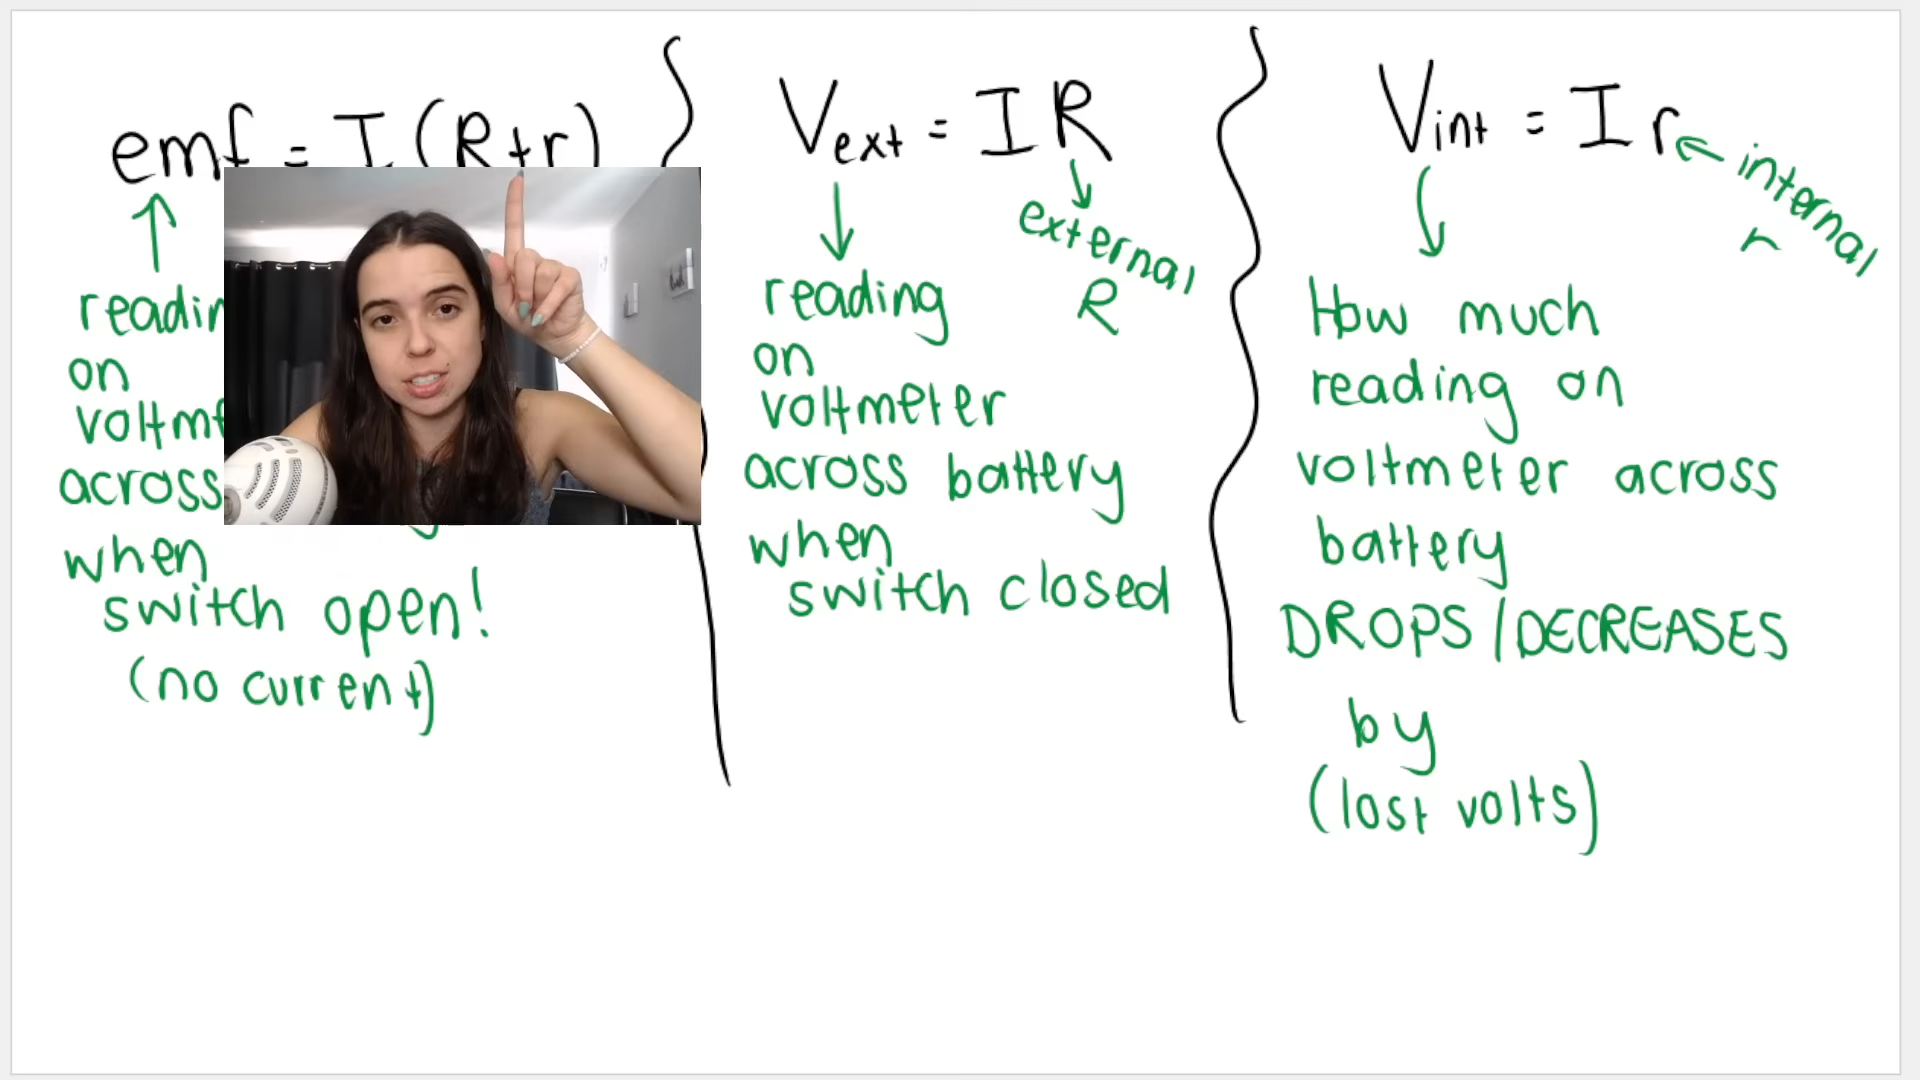 emf = I (R+r)
reading
on
across
when
switch open!
(no current)
Vext = IR
external
R
reading
on
voltmeter
across battery
when
switch closed
Vint = Ir
internal
r
How much
reading on
voltmeter across
battery
DROPS/DECREASES
by
(lost volts)